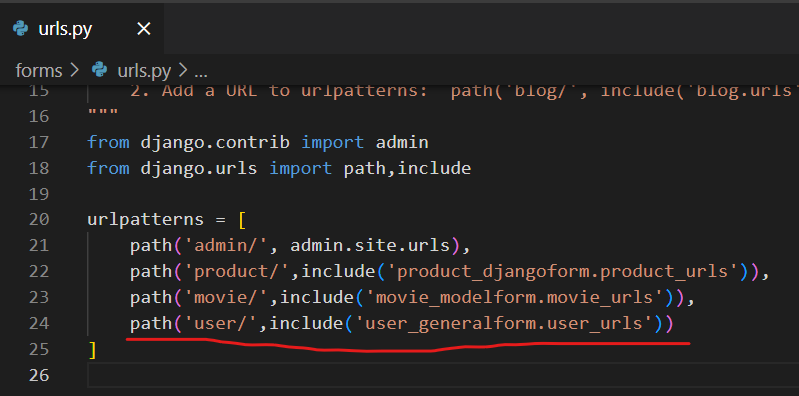 urls.py ×
forms > urls.py > ...
15 2. Add a URL to urlpatterns:  path('blog/', include('blog.urls'
16 """
17 from django.contrib import admin
18 from django.urls import path,include
19
20 urlpatterns = [
21     path('admin/', admin.site.urls),
22     path('product/',include('product_djangoform.product_urls')),
23     path('movie/',include('movie_modelform.movie_urls')),
24     path('user/',include('user_generalform.user_urls'))
25 ]
26